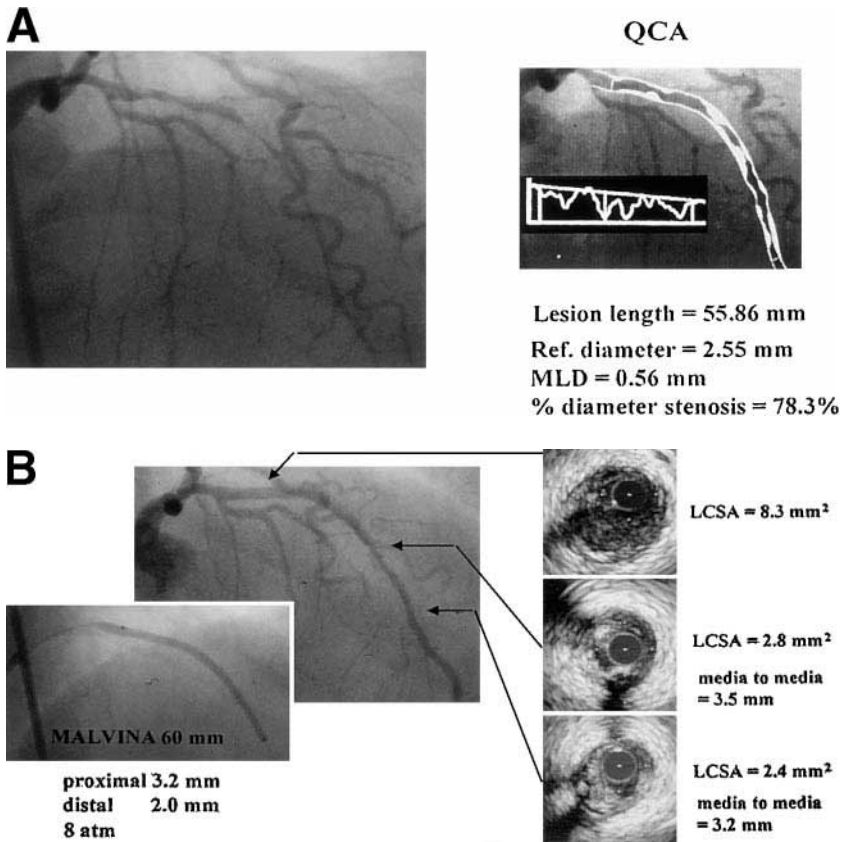 A
QCA
Lesion length = 55.86 mm
Ref. diameter = 2.55 mm
MLD = 0.56 mm
% diameter stenosis = 78.3%
B
LCSA = 8.3 mm²
LCSA = 2.8 mm²
media to media
= 3.5 mm
LCSA = 2.4 mm²
media to media
= 3.2 mm
MALVINA 60 mm
proximal 3.2 mm
distal 2.0 mm
8 atm